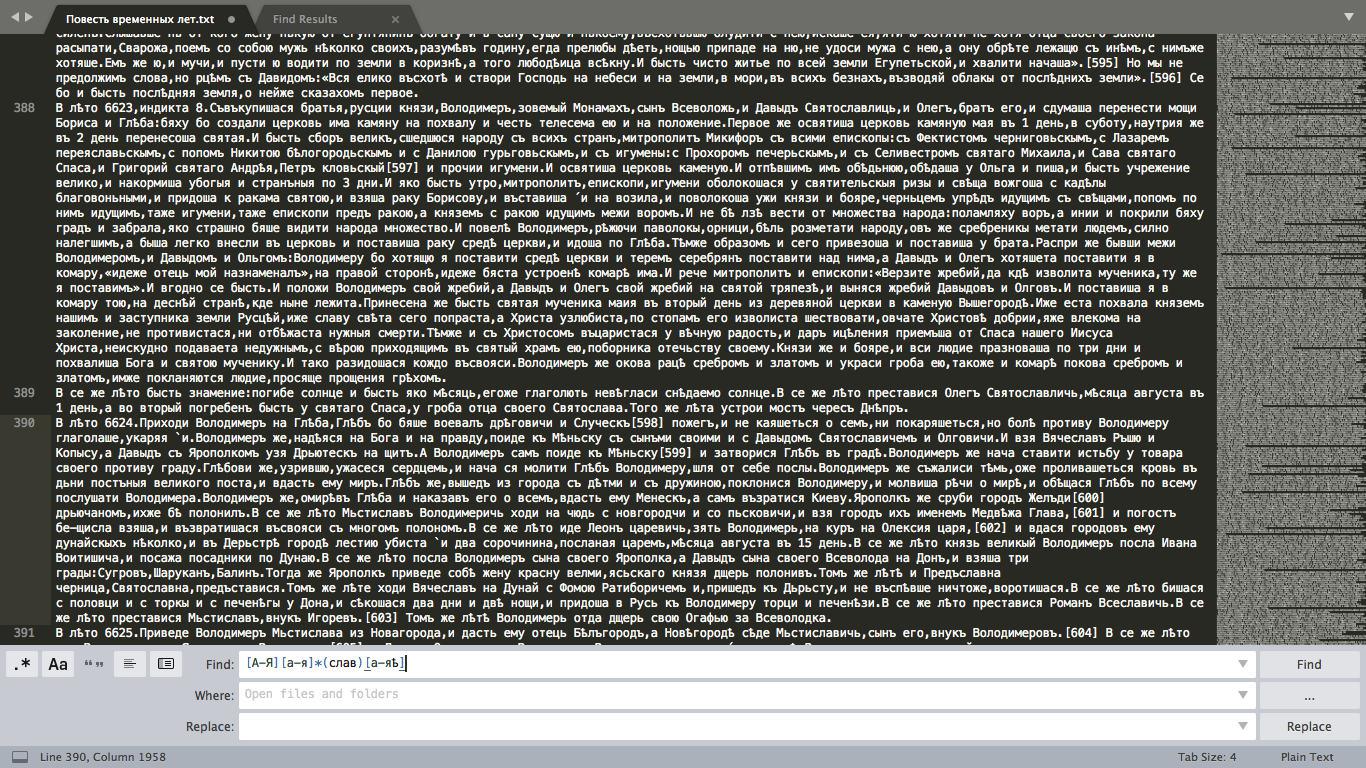 Повесть временных лет.txt
Find Results
расыпати,Сварожа,поемъ со собою мужь нѣколко своихъ,разумѣвъ годину,егда прелюбы дѣеть,нощью припаде на ню,не удоси мужа с нею,а ону обрѣте лежащю съ инѣмъ,с нимъже
хотяше.Емъ же ю,и мучи,и пусти ю водити по земли в коризнѣ,а того любодѣица всѣкну.И бысть чисто житье по всей земли Египетьской,и хвалити начаша».[595] Но мы не
предолжимъ слова,но рцѣмъ съ Давидомъ:«Вся елико въсхотѣ и створи Господь на небеси и на земли,в мори,въ всихъ безнахъ,възводяй облакы от послѣднихъ земли».[596] Се
бо и бысть послѣдняя земля,о нейже сказахомъ первое.
388 В лѣто 6623,индикта 8.Съвъкупишася братья,русции князи,Володимеръ,зовемый Монамахъ,сынъ Всеволожь,и Давыдъ Святославлиць,и Олегъ,братъ его,и сдумаша перенести мощи
Бориса и Глѣба:бяху бо создали церковь има камяну на похвалу и честь телесема ею и на положение.Первое же освятиша церковь камяную мая въ 1 день,в суботу,наутрия же
въ 2 день перенесоша святая.И бысть сборъ великъ,сшедшюся народу съ всихъ странъ,митрополитъ Микифоръ съ всими епископы:съ Фектистомъ черниговьскымъ,с Лазаремъ
переяславьскымъ,с попомъ Никитою бѣлогородьскымъ и с Данилою гурьговьскымъ,и съ игумены:с Прохоромъ печерьскымъ,и съ Селивестромъ святаго Михаила,и Сава святаго
Спаса,и Григорий святаго Андрѣя,Петръ кловьскый[597] и прочии игумени.И освятиша церковь каменую.И отпѣвшимъ имъ обѣдьнюю,обѣдаша у Ольга и пиша,и бысть учрежение
велико,и накормиша убогыя и странъныя по 3 дни.И яко бысть утро,митрополитъ,епископи,игумени оболокошася у святительскыя ризы и свѣща вожгоша с кадѣлы
благовоньными,и придоша к ракама святою,и взяша раку Борисову,и въставиша ´и на возила,и поволокоша ужи князи и бояре,черньцем упрѣдъ идущимъ съ свѣщами,попомъ по
нимъ идущимъ,таже игумени,таже епископи предъ ракою,а княземъ с ракою идущимъ межи воромъ.И не бѣ лзѣ вести от множества народа:поламляху воръ,а инии и покрили бяху
градъ и забрала,яко страшно бяше видити народа множество.И повелѣ Володимеръ,рѣжючи паволокы,орници,бѣль розметати народу,овъ же сребреникы метати людемъ,силно
налегшимъ,а быша легко внесли въ церковь и поставиша раку средѣ церкви,и идоша по Глѣба.Тѣмже образомъ и сего привезоша и поставиша у брата.Распри же бывши межи
Володимеромъ,и Давыдомъ и Ольгомъ:Володимеру бо хотящю я поставити средѣ церкви и теремъ серебрянъ поставити над нима,а Давыдъ и Олегъ хотяшета поставити я в
комару,«идеже отець мой назнаменалъ»,на правой сторонѣ,идеже бяста устроенѣ комарѣ има.И рече митрополитъ и епископи:«Верзите жребий,да кдѣ изволита мученика,ту же
я поставимъ».И вгодно се бысть.И положи Володимеръ свой жребий,а Давыдъ и Олегъ свой жребий на святой тряпезѣ,и выняся жребий Давыдовъ и Олговъ.И поставиша я в
комару тою,на деснѣй странѣ,кде ныне лежита.Принесена же бысть святая мученика маия въ вторый день из деревяной церкви в каменую Вышегородѣ.Иже еста похвала княземъ
нашимъ и заступника земли Русцѣй,иже славу свѣта сего попраста,а Христа узлюбиста,по стопамъ его изволиста шествовати,овчате Христовѣ добрии,яже влекома на
заколение,не противистася,ни отбѣжаста нужныя смерти.Тѣмже и съ Христосомъ въцаристася у вѣчную радость,и даръ ицѣления приемъша от Спаса нашего Иисуса
Христа,неискудно подаваета недужнымъ,с вѣрою приходящимъ въ святый храмъ ею,поборника отечьству своему.Князи же и бояре,и вси людие празноваша по три дни и
похвалиша Бога и святою мученику.И тако разидошася кождо въсвояси.Володимеръ же окова рацѣ сребромъ и златомъ и украси гроба ею,такоже и комарѣ покова сребромъ и
златомъ,имже покланяются людие,просяще прощения грѣхомъ.
389 В се же лѣто бысть знамение:погибе солнце и бысть яко мѣсяць,егоже глаголють невѣгласи снѣдаемо солнце.В се же лѣто преставися Олегъ Святославличь,мѣсяца августа въ
1 день,а во вторый погребенъ бысть у святаго Спаса,у гроба отца своего Святослава.Того же лѣта устрои мостъ чересъ Днѣпръ.
390 В лѣто 6624.Приходи Володимеръ на Глѣба,Глѣбъ бо бяше воевалъ дрѣговичи и Случескъ[598] пожегъ,и не каяшеться о семъ,ни покаряшеться,но болѣ противу Володимеру
глаголаше,укаряя `и.Володимеръ же,надѣяся на Бога и на правду,поиде къ Мѣньску съ сынъми своими и с Давыдомъ Святославичемъ и Олговичи.И взя Вячеславъ Ръшю и
Копысу,а Давыдъ съ Ярополкомъ узя Дрьютескъ на щитъ.А Володимеръ самъ поиде къ Мѣньску[599] и затворися Глѣбъ въ градѣ.Володимеръ же нача ставити истьбу у товара
своего противу граду.Глѣбови же,узрившю,ужасеся сердцемь,и нача ся молити Глѣбъ Володимеру,шля от себе послы.Володимеръ же съжалиси тѣмь,оже проливашеться кровь въ
дьни постъныя великого поста,и вдасть ему миръ.Глѣбъ же,вышедъ из города съ дѣтми и съ дружиною,поклонися Володимеру,и молвиша рѣчи о мирѣ,и обѣщася Глѣбъ по всему
послушати Володимера.Володимеръ же,омирѣвъ Глѣба и наказавъ его о всемъ,вдасть ему Менескъ,а самъ възратися Киеву.Ярополкъ же сруби городъ Желъди[600]
дрьючаномъ,ихже бѣ полонилъ.В се же лѣто Мьстиславъ Володимеричь ходи на чюдь с новгородчи и со пьсковичи,и взя городъ ихъ именемъ Медвѣжа Глава,[601] и погостъ
бе-щисла взяша,и възвратишася въсвояси съ многомъ полономъ.В се же лѣто иде Леонъ царевичь,зять Володимерь,на куръ на Олексия царя,[602] и вдася городовъ ему
дунайскыхъ нѣколко,и въ Дерьстрѣ городѣ лестию убиста `и два сорочинина,посланая царемъ,мѣсяца августа въ 15 день.В се же лѣто князь великый Володимеръ посла Ивана
Воитишича,и посажа посадники по Дунаю.В се же лѣто посла Володимеръ сына своего Ярополка,а Давыдъ сына своего Всеволода на Донъ,и взяша три
грады:Сугровъ,Шаруканъ,Балинъ.Тогда же Ярополкъ приведе собѣ жену красну велми,ясьскаго князя дщерь полонивъ.Томъ же лѣтѣ и Предъславна
черница,Святославна,предъставися.Томъ же лѣте ходи Вячеславъ на Дунай с Фомою Ратиборичемъ и,пришедъ къ Дърьсту,и не въспѣвше ничтоже,воротишася.В се же лѣто бишася
с половци и с торкы и с печенѣгы у Дона,и сѣкошася два дни и двѣ нощи,и придоша в Русь къ Володимеру торци и печенѣзи.В се же лѣто преставися Романъ Всеславичь.В се
же лѣто преставися Мьстиславъ,внукъ Игоревъ.[603] Томъ же лѣтѣ Володимеръ отда дщерь свою Огафью за Всеволодка.
391 В лѣто 6625.Приведе Володимеръ Мьстислава из Новагорода,и дасть ему отець Бѣлъгородъ,а Новѣгородѣ сѣде Мьстиславичь,сынъ его,внукъ Володимеровъ.[604] В се же лѣто
.* Aa “” Find: [А-Я][а-я]*(слав)[а-яѣ] Find
Where: Open files and folders ...
Replace: Replace
Line 390, Column 1958 Tab Size: 4 Plain Text